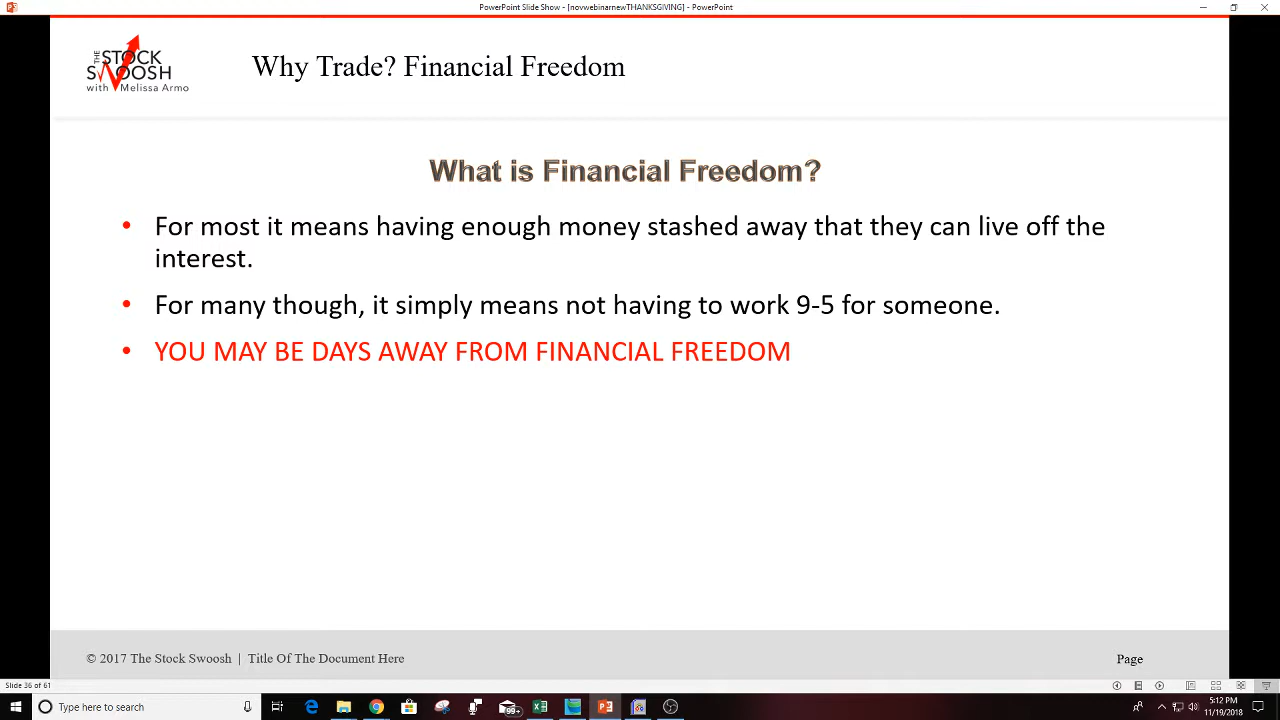 PowerPoint Slide Show - [novwebinarnewTHANKSGIVING] - PowerPoint
THE STOCK
SWOOSH
with Melissa Armo
Why Trade? Financial Freedom
What is Financial Freedom?
• For most it means having enough money stashed away that they can live off the
interest.
• For many though, it simply means not having to work 9-5 for someone.
• YOU MAY BE DAYS AWAY FROM FINANCIAL FREEDOM
© 2017 The Stock Swoosh | Title Of The Document Here
Page
Slide 36 of 61
Type here to search
99+
5:12 PM
11/19/2018